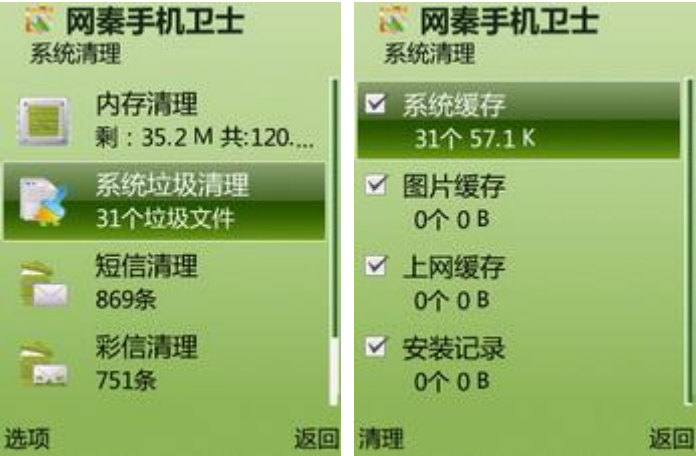 网秦手机卫士
系统清理
内存清理
剩：35.2 M 共:120....
系统垃圾清理
31个垃圾文件
短信清理
869条
彩信清理
751条
选项 返回
网秦手机卫士
系统清理
系统缓存
31个 57.1 K
图片缓存
0个 0 B
上网缓存
0个 0 B
安装记录
0个 0 B
清理 返回